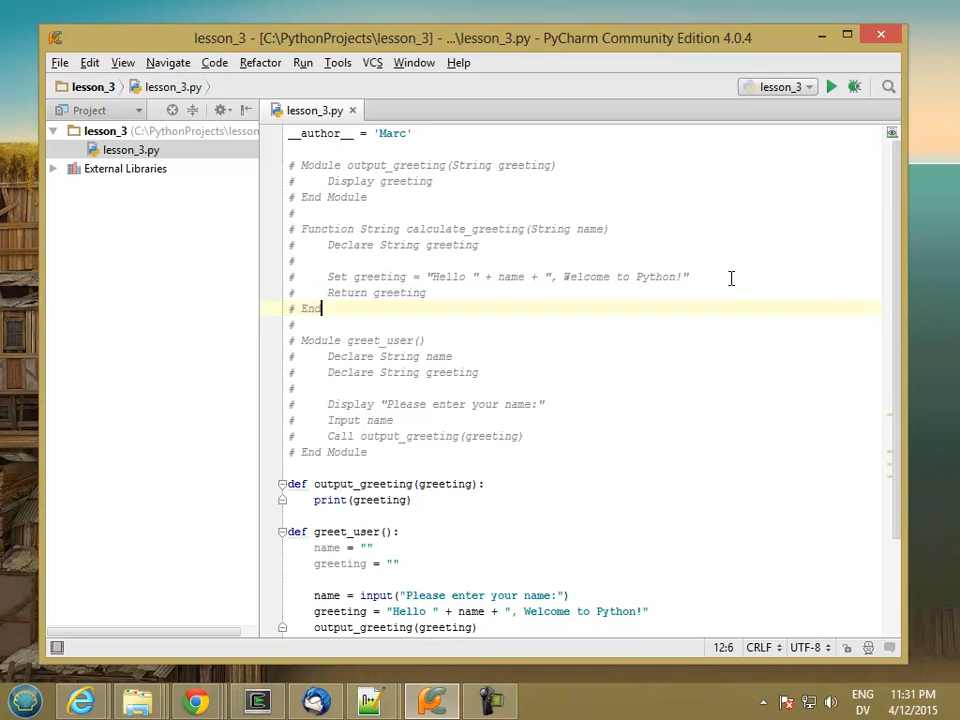 lesson_3 - [C:\PythonProjects\lesson_3] - ...\lesson_3.py - PyCharm Community Edition 4.0.4
File Edit View Navigate Code Refactor Run Tools VCS Window Help
lesson_3 lesson_3.py lesson_3
Project lesson_3.py
lesson_3 (C:\PythonProjects\lesson
lesson_3.py
External Libraries
__author__ = 'Marc'
# Module output_greeting(String greeting)
#     Display greeting
# End Module
#
# Function String calculate_greeting(String name)
#     Declare String greeting
#
#     Set greeting = "Hello " + name + ", Welcome to Python!"
#     Return greeting
# End
#
# Module greet_user()
#     Declare String name
#     Declare String greeting
#
#     Display "Please enter your name:"
#     Input name
#     Call output_greeting(greeting)
# End Module
def output_greeting(greeting):
    print(greeting)
def greet_user():
    name = ""
    greeting = ""
    name = input("Please enter your name:")
    greeting = "Hello " + name + ", Welcome to Python!"
    output_greeting(greeting)
12:6 CRLF UTF-8
ENG 11:31 PM
DV 4/12/2015